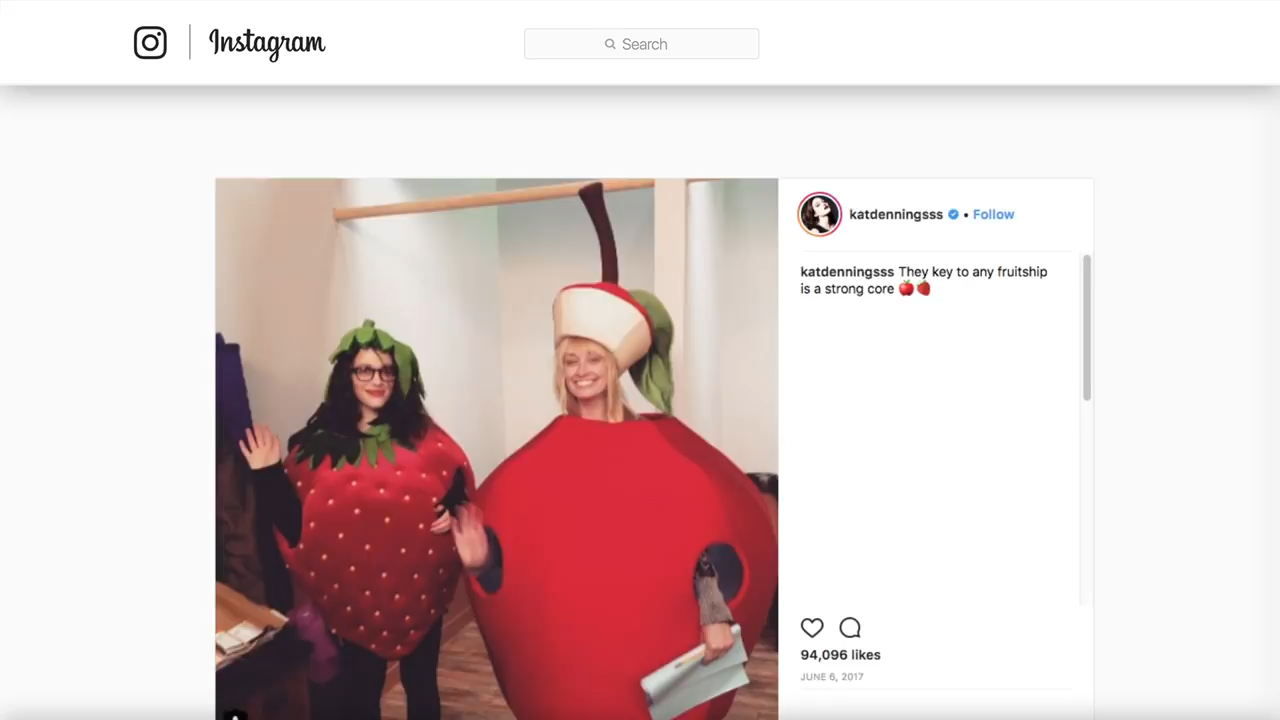 Instagram
Search
katdenningsss • Follow
katdenningsss They key to any fruitship
is a strong core 🍎🍓
94,096 likes
JUNE 6, 2017